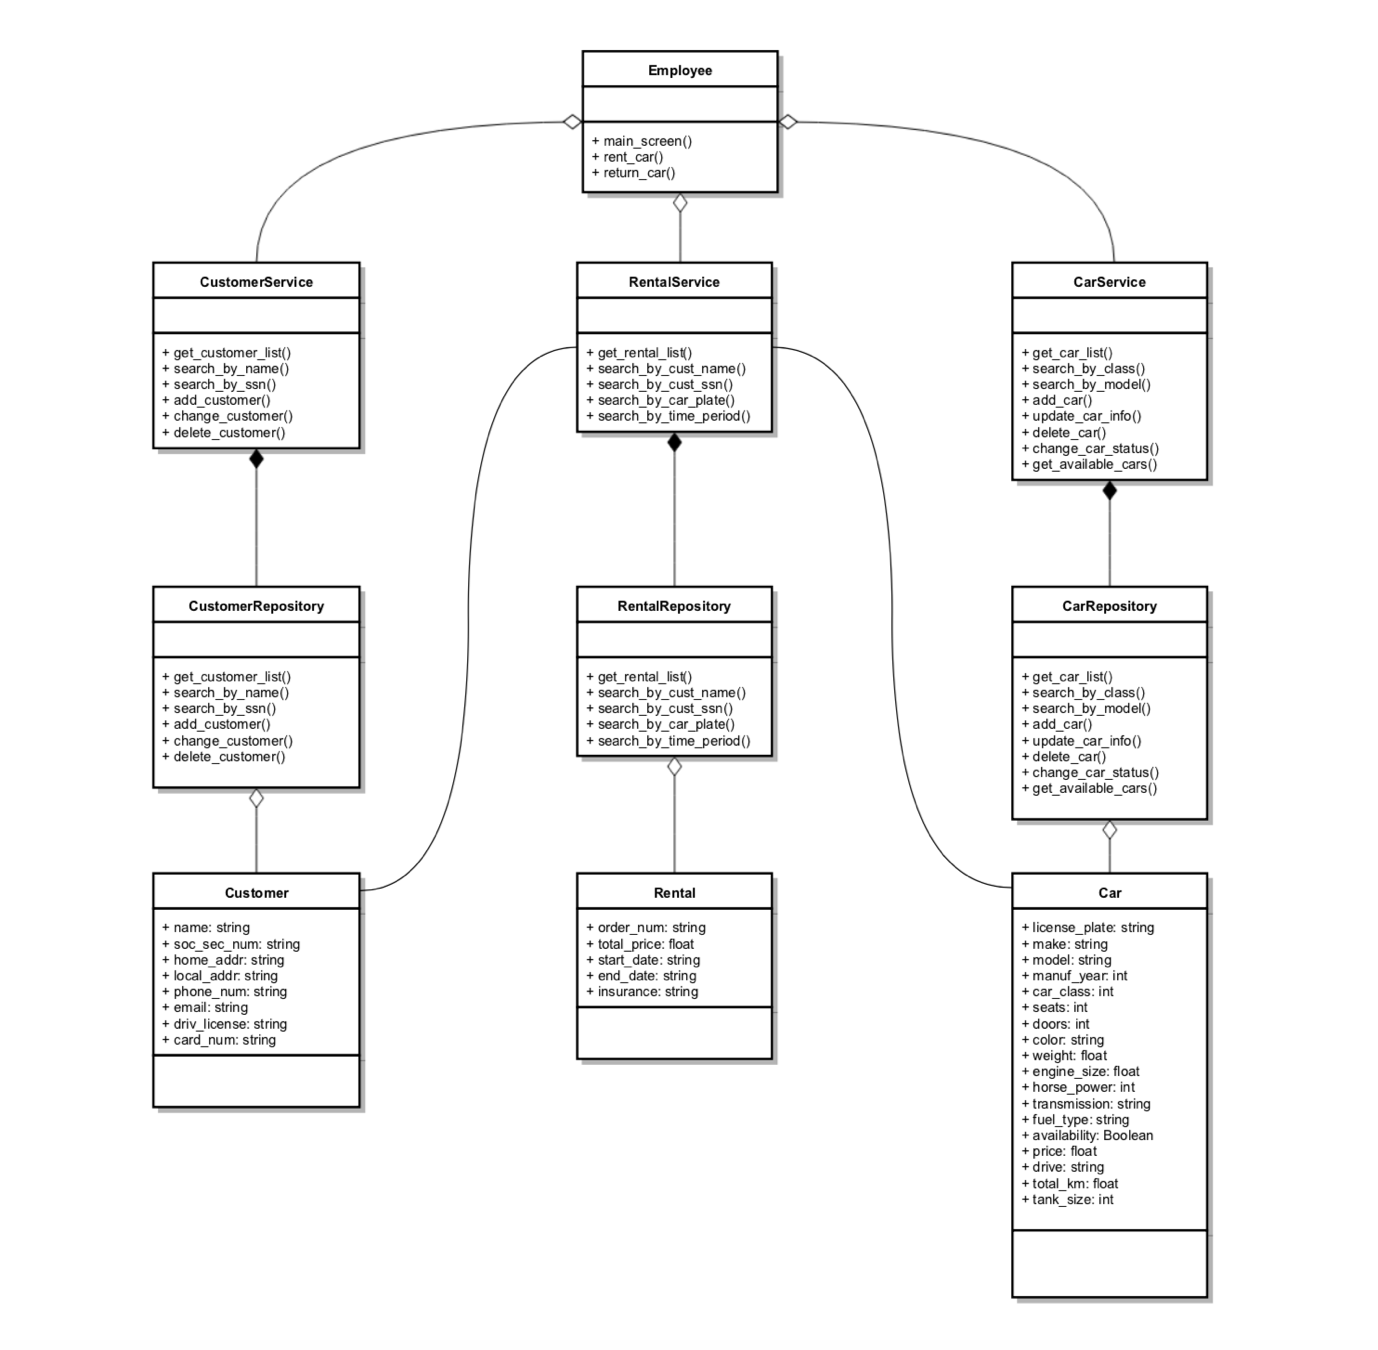 Employee
+ main_screen()
+ rent_car()
+ return_car()
CustomerService
+ get_customer_list()
+ search_by_name()
+ search_by_ssn()
+ add_customer()
+ change_customer()
+ delete_customer()
RentalService
+ get_rental_list()
+ search_by_cust_name()
+ search_by_cust_ssn()
+ search_by_car_plate()
+ search_by_time_period()
CarService
+ get_car_list()
+ search_by_class()
+ search_by_model()
+ add_car()
+ update_car_info()
+ delete_car()
+ change_car_status()
+ get_available_cars()
CustomerRepository
+ get_customer_list()
+ search_by_name()
+ search_by_ssn()
+ add_customer()
+ change_customer()
+ delete_customer()
RentalRepository
+ get_rental_list()
+ search_by_cust_name()
+ search_by_cust_ssn()
+ search_by_car_plate()
+ search_by_time_period()
CarRepository
+ get_car_list()
+ search_by_class()
+ search_by_model()
+ add_car()
+ update_car_info()
+ delete_car()
+ change_car_status()
+ get_available_cars()
Customer
+ name: string
+ soc_sec_num: string
+ home_addr: string
+ local_addr: string
+ phone_num: string
+ email: string
+ driv_license: string
+ card_num: string
Rental
+ order_num: string
+ total_price: float
+ start_date: string
+ end_date: string
+ insurance: string
Car
+ license_plate: string
+ make: string
+ model: string
+ manuf_year: int
+ car_class: int
+ seats: int
+ doors: int
+ color: string
+ weight: float
+ engine_size: float
+ horse_power: int
+ transmission: string
+ fuel_type: string
+ availability: Boolean
+ price: float
+ drive: string
+ total_km: float
+ tank_size: int